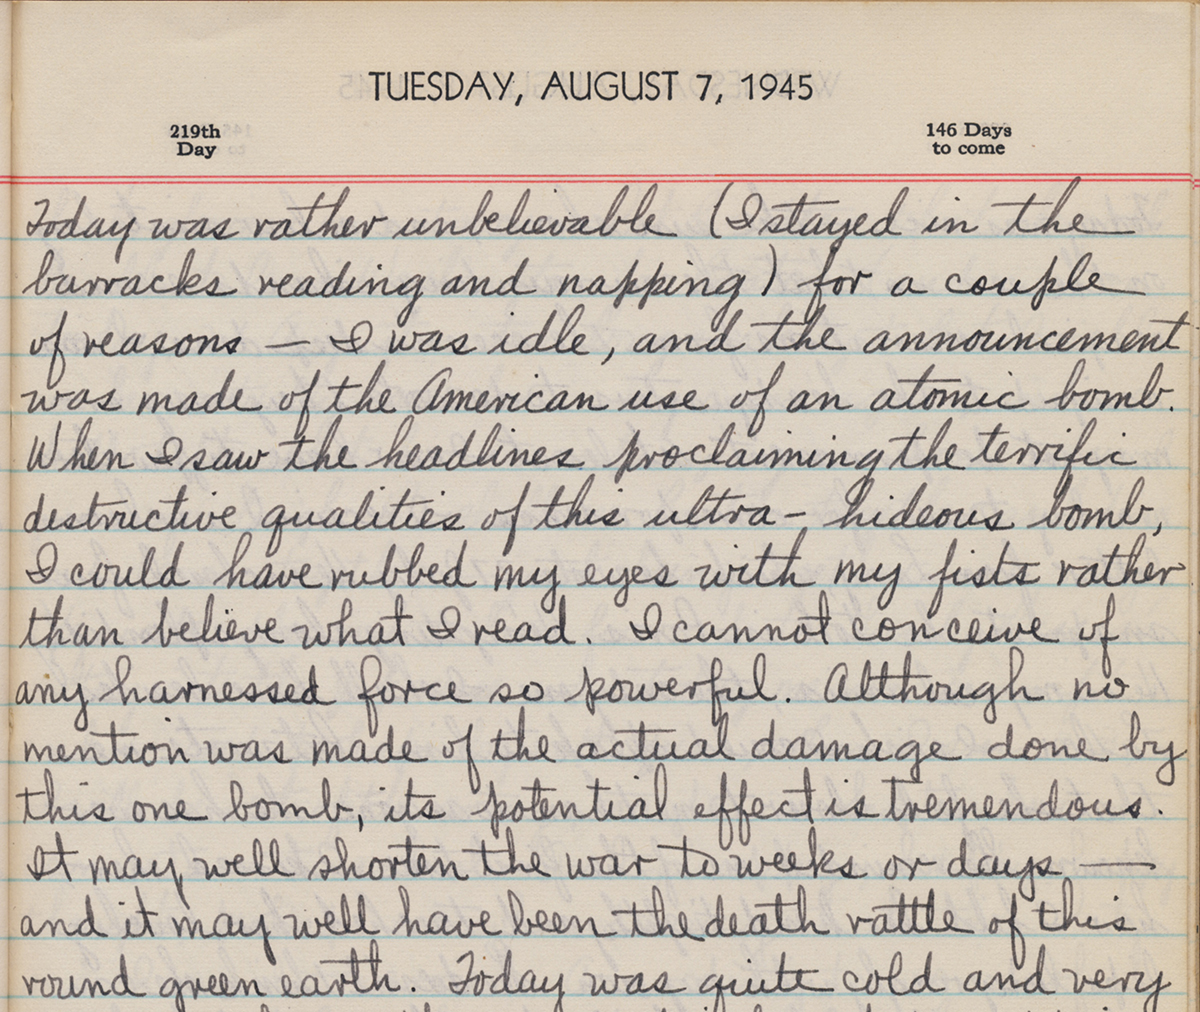 TUESDAY, AUGUST 7, 1945
219th
Day
146 Days
to come
Today was rather unbelievable (I stayed in the
barracks reading and napping) for a couple
of reasons — I was idle, and the announcement
was made of the American use of an atomic bomb.
When I saw the headlines proclaiming the terrific
destructive qualities of this ultra-hideous bomb,
I could have rubbed my eyes with my fists rather
than believe what I read. I cannot conceive of
any harnessed force so powerful. Although no
mention was made of the actual damage done by
this one bomb, its potential effect is tremendous.
It may well shorten the war to weeks or days —
and it may well have been the death rattle of this
round green earth. Today was quite cold and very